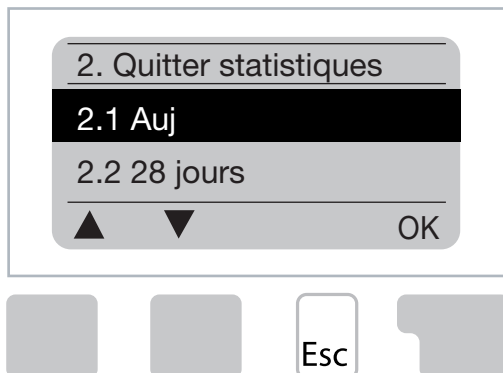 2. Quitter statistiques
2.1 Auj
2.2 28 jours
▲ ▼ OK
Esc